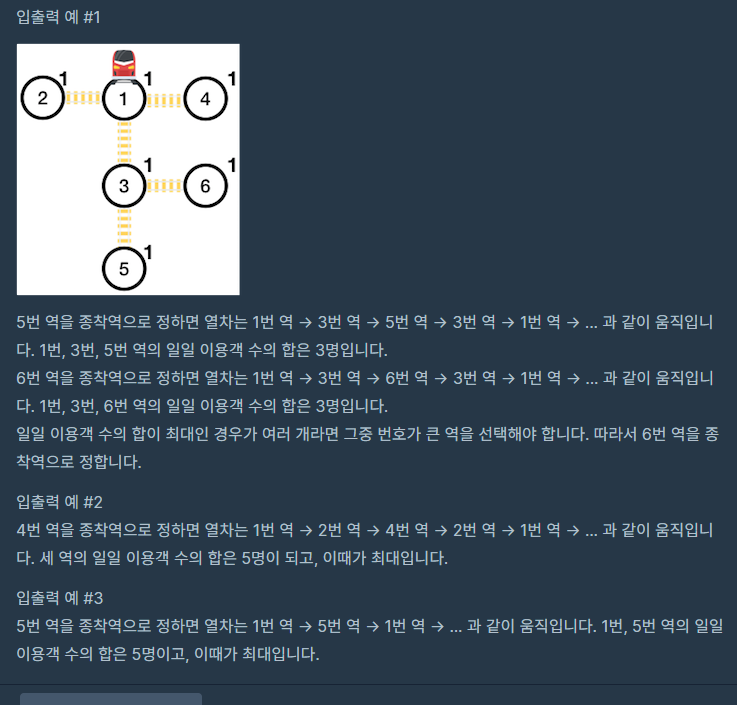 입출력 예 #1
1 1 1
2 1 4
1 1
3 6
1
5
5번 역을 종착역으로 정하면 열차는 1번 역 → 3번 역 → 5번 역 → 3번 역 → 1번 역 → ... 과 같이 움직입니
다. 1번, 3번, 5번 역의 일일 이용객 수의 합은 3명입니다.
6번 역을 종착역으로 정하면 열차는 1번 역 → 3번 역 → 6번 역 → 3번 역 → 1번 역 → ... 과 같이 움직입니
다. 1번, 3번, 6번 역의 일일 이용객 수의 합은 3명입니다.
일일 이용객 수의 합이 최대인 경우가 여러 개라면 그중 번호가 큰 역을 선택해야 합니다. 따라서 6번 역을 종
착역으로 정합니다.
입출력 예 #2
4번 역을 종착역으로 정하면 열차는 1번 역 → 2번 역 → 4번 역 → 2번 역 → 1번 역 → ... 과 같이 움직입니
다. 세 역의 일일 이용객 수의 합은 5명이 되고, 이때가 최대입니다.
입출력 예 #3
5번 역을 종착역으로 정하면 열차는 1번 역 → 5번 역 → 1번 역 → ... 과 같이 움직입니다. 1번, 5번 역의 일일
이용객 수의 합은 5명이고, 이때가 최대입니다.